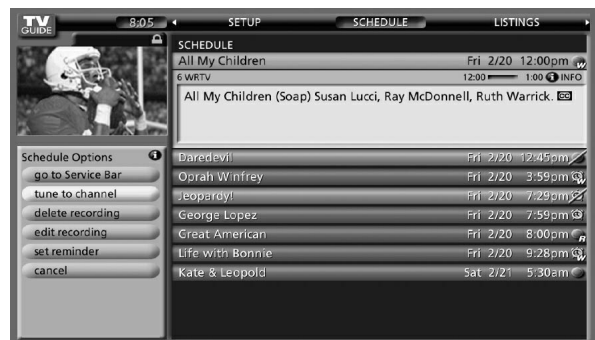 TV
GUIDE
8:05
SETUP
SCHEDULE
LISTINGS
SCHEDULE
All My Children Fri 2/20 12:00pm W
6 WRTV 12:00 1:00 i INFO
All My Children (Soap) Susan Lucci, Ray McDonnell, Ruth Warrick. CC
Schedule Options i
go to Service Bar
tune to channel
delete recording
edit recording
set reminder
cancel
Daredevil Fri 2/20 12:45pm
Oprah Winfrey Fri 2/20 3:59pm W
Jeopardy! Fri 2/20 7:29pm
George Lopez Fri 2/20 7:59pm
Great American Fri 2/20 8:00pm R
Life with Bonnie Fri 2/20 9:28pm W
Kate & Leopold Sat 2/21 5:30am